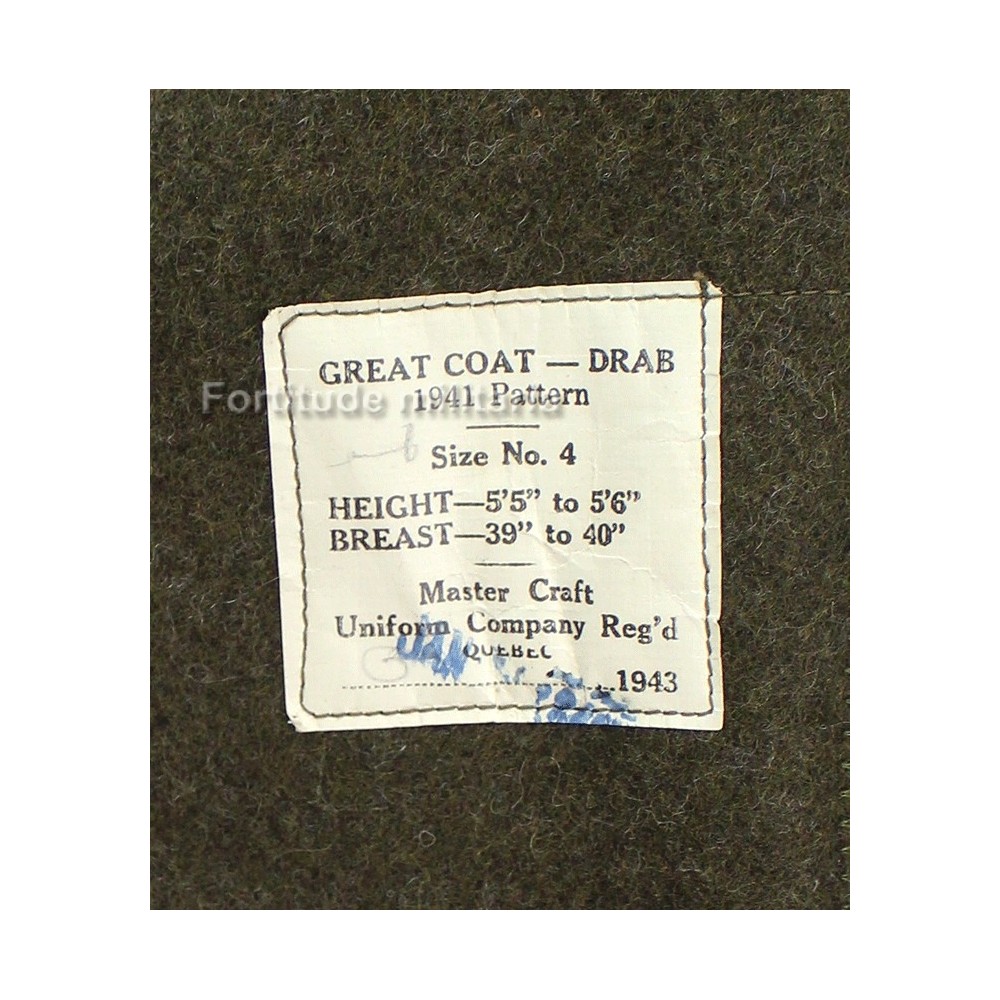 GREAT COAT — DRAB
1941 Pattern
Fortitude Militaria
Size No. 4
HEIGHT—5'5" to 5'6"
BREAST—39" to 40"
Master Craft
Uniform Company Reg'd
QUEBEC
JAN
1943